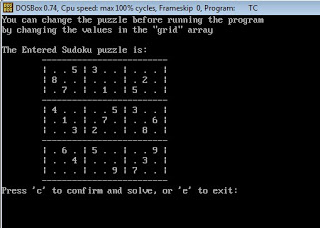 DOSBox 0.74, Cpu speed: max 100% cycles, Frameskip 0, Program: TC
You can change the puzzle before running the program
by changing the values in the "grid" array
The Entered Sudoku puzzle is:
-------------------------
| . . 5 | 3 . . | . . . |
| 8 . . | . . . | . 2 . |
| . 7 . | . 1 . | 5 . . |
-------------------------
| 4 . . | . . 5 | 3 . . |
| . 1 . | . 7 . | . . 6 |
| . . 3 | 2 . . | . 8 . |
-------------------------
| . 6 . | 5 . . | . . 9 |
| . . 4 | . . . | . 3 . |
| . . . | . . 9 | 7 . . |
-------------------------
Press 'c' to confirm and solve, or 'e' to exit: